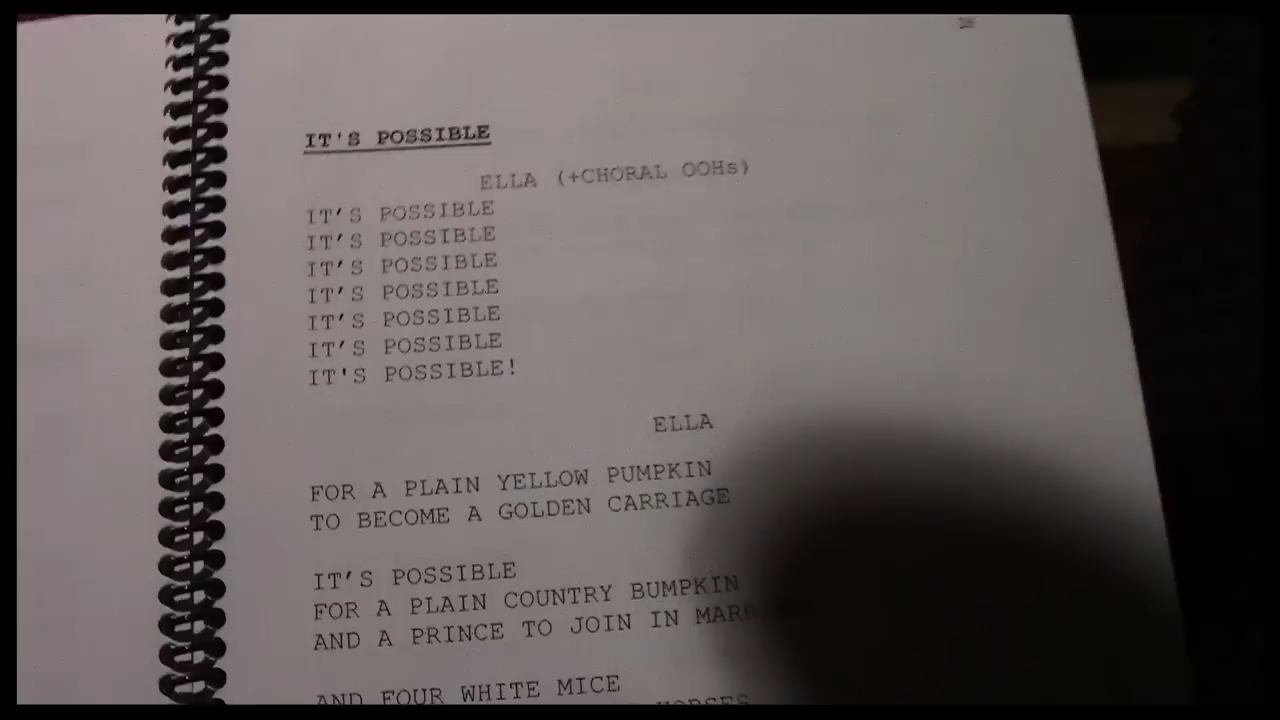 IT'S POSSIBLE
ELLA (+CHORAL OOHs)
IT'S POSSIBLE
IT'S POSSIBLE
IT'S POSSIBLE
IT'S POSSIBLE
IT'S POSSIBLE
IT'S POSSIBLE
IT'S POSSIBLE!
ELLA
FOR A PLAIN YELLOW PUMPKIN
TO BECOME A GOLDEN CARRIAGE
IT'S POSSIBLE
FOR A PLAIN COUNTRY BUMPKIN
AND A PRINCE TO JOIN IN
AND FOUR WHITE MICE
HORSES